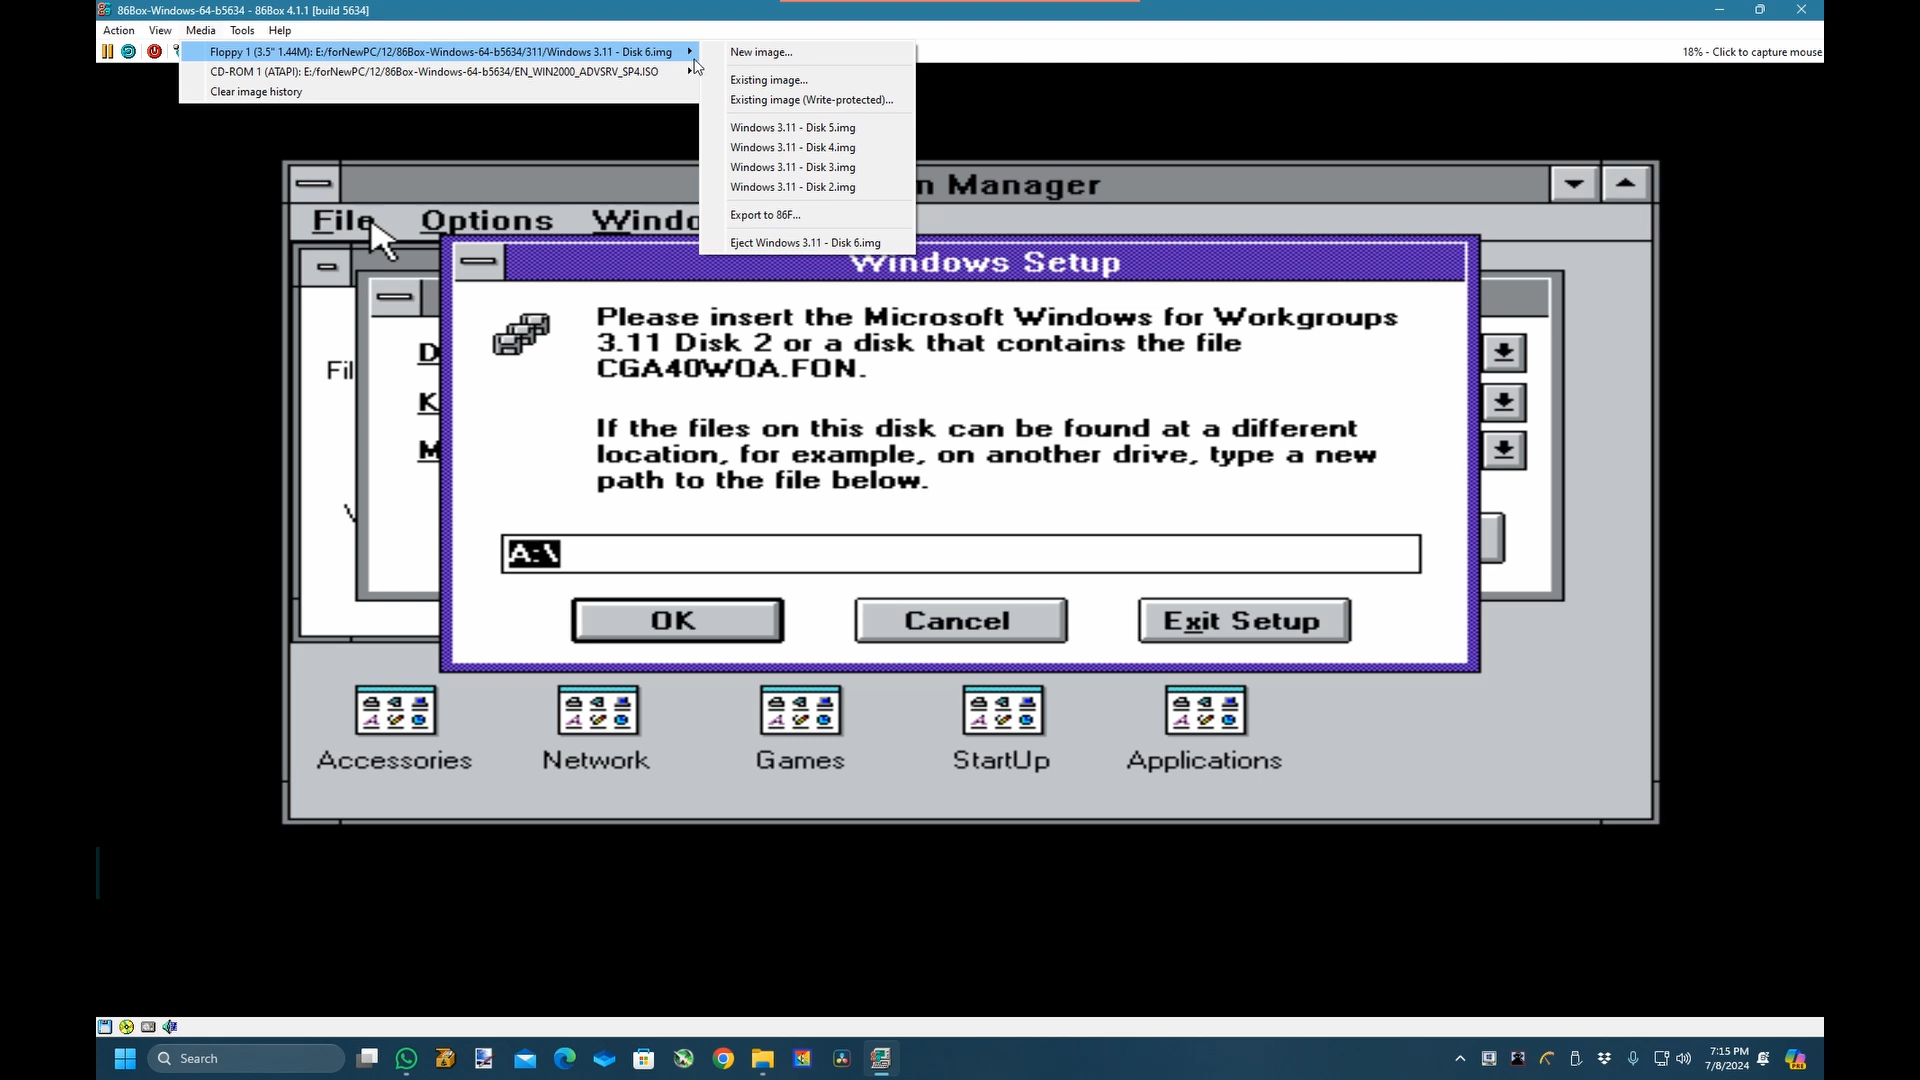 86Box-Windows-64-b5634 - 86Box 4.1.1 [build 5634]
Action View Media Tools Help
18% - Click to capture mouse
Floppy 1 (3.5" 1.44M): E:/forNewPC/12/86Box-Windows-64-b5634/311/Windows 3.11 - Disk 6.img
CD-ROM 1 (ATAPI): E:/forNewPC/12/86Box-Windows-64-b5634/EN_WIN2000_ADVSRV_SP4.ISO
Clear image history
New image...
Existing image...
Existing image (Write-protected)...
Windows 3.11 - Disk 5.img
Windows 3.11 - Disk 4.img
Windows 3.11 - Disk 3.img
Windows 3.11 - Disk 2.img
Export to 86F...
Eject Windows 3.11 - Disk 6.img
n Manager
File Options Windo
Windows Setup
Fil
D
K
M
Please insert the Microsoft Windows for Workgroups
3.11 Disk 2 or a disk that contains the file
CGA40WOA.FON.
If the files on this disk can be found at a different
location, for example, on another drive, type a new
path to the file below.
A:\
OK Cancel Exit Setup
Accessories Network Games StartUp Applications
Search
7:15 PM
7/8/2024
PRE